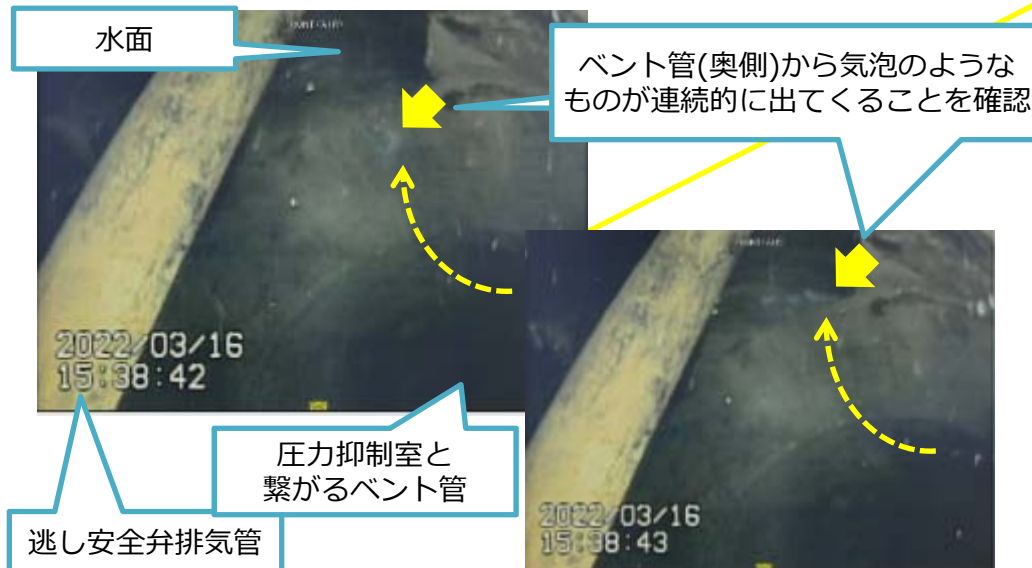 水面
ベント管(奥側)から気泡のような
ものが連続的に出てくることを確認
2022/03/16
15:38:42
圧力抑制室と
繋がるベント管
逃し安全弁排気管
2022/03/16
15:38:43